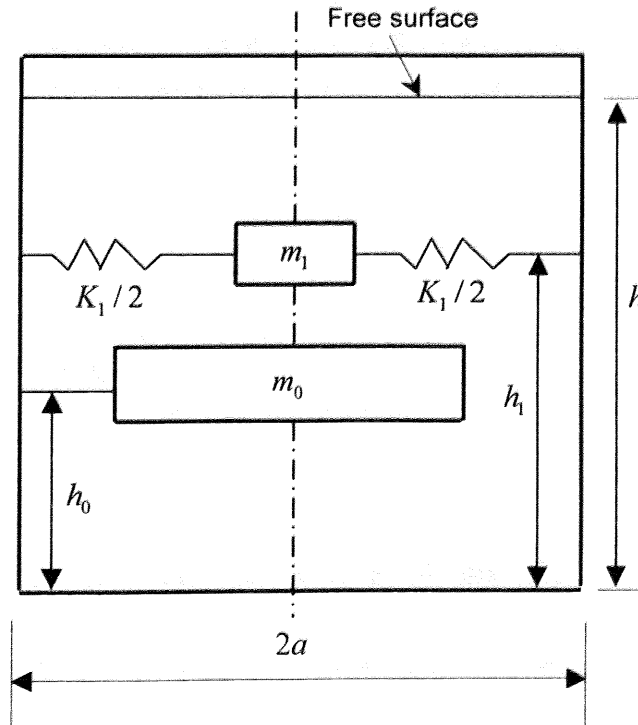 Free surface
m₁
K₁ / 2
K₁ / 2
h
m₀
h₁
h₀
2a